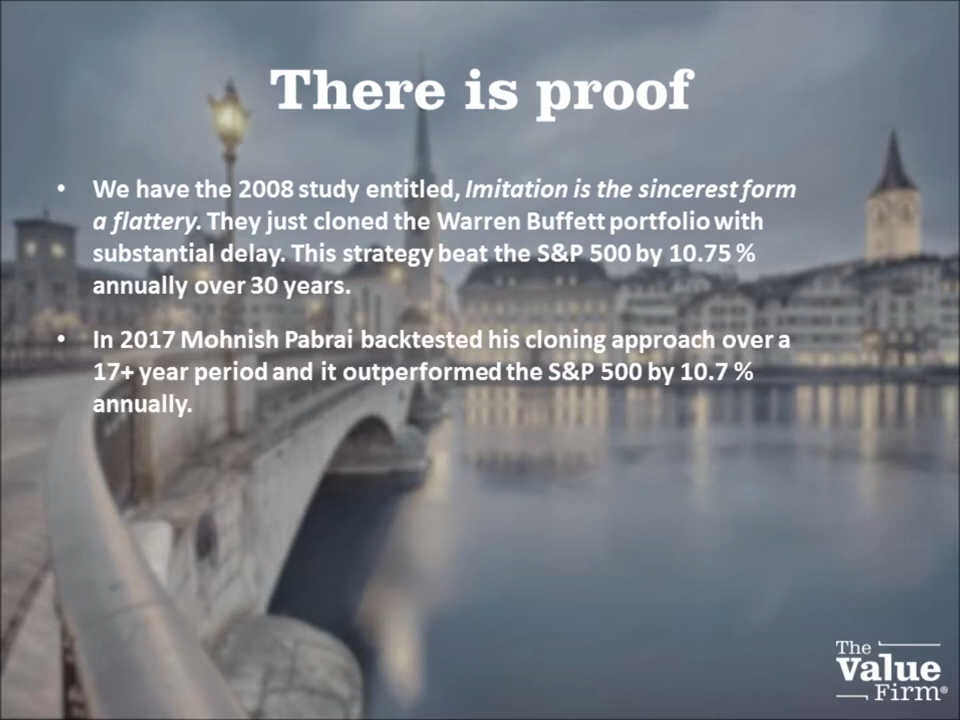 There is proof
• We have the 2008 study entitled, Imitation is the sincerest form
a flattery. They just cloned the Warren Buffett portfolio with
substantial delay. This strategy beat the S&P 500 by 10.75 %
annually over 30 years.
• In 2017 Mohnish Pabrai backtested his cloning approach over a
17+ year period and it outperformed the S&P 500 by 10.7 %
annually.
The
Value
Firm®